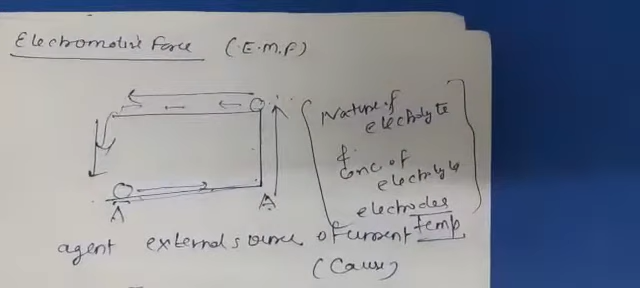 Electromotive Force (E.M.F)
Nature of
electrolyte
&
conc of
electrolyte
electrodes
temp
A A
agent external source of current
(Cause)